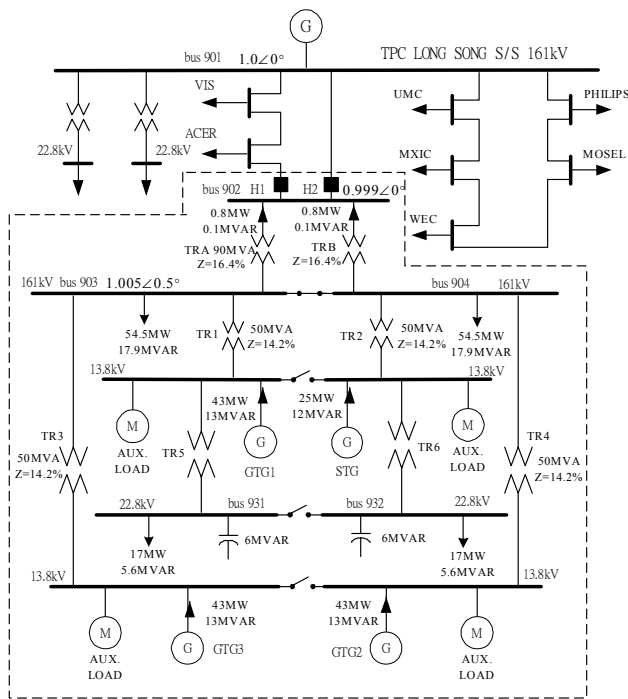 G
bus 901
1.0∠0°
TPC LONG SONG S/S 161kV
VIS
UMC
PHILIPS
ACER
22.8kV
22.8kV
MXIC
MOSEL
bus 902
H1
H2
0.999∠0°
WEC
0.8MW
0.1MVAR
0.8MW
0.1MVAR
TRA 90MVA
Z=16.4%
TRB
Z=16.4%
161kV
bus 903
1.005∠0.5°
bus 904
161kV
54.5MW
17.9MVAR
TR1
50MVA
Z=14.2%
TR2
50MVA
Z=14.2%
54.5MW
17.9MVAR
13.8kV
13.8kV
M
AUX.
LOAD
43MW
13MVAR
G
GTG1
25MW
12MVAR
G
STG
M
AUX.
LOAD
TR3
50MVA
Z=14.2%
TR5
TR6
TR4
50MVA
Z=14.2%
22.8kV
bus 931
bus 932
22.8kV
17MW
5.6MVAR
6MVAR
6MVAR
17MW
5.6MVAR
13.8kV
13.8kV
M
AUX.
LOAD
43MW
13MVAR
G
GTG3
43MW
13MVAR
GTG2
G
M
AUX.
LOAD